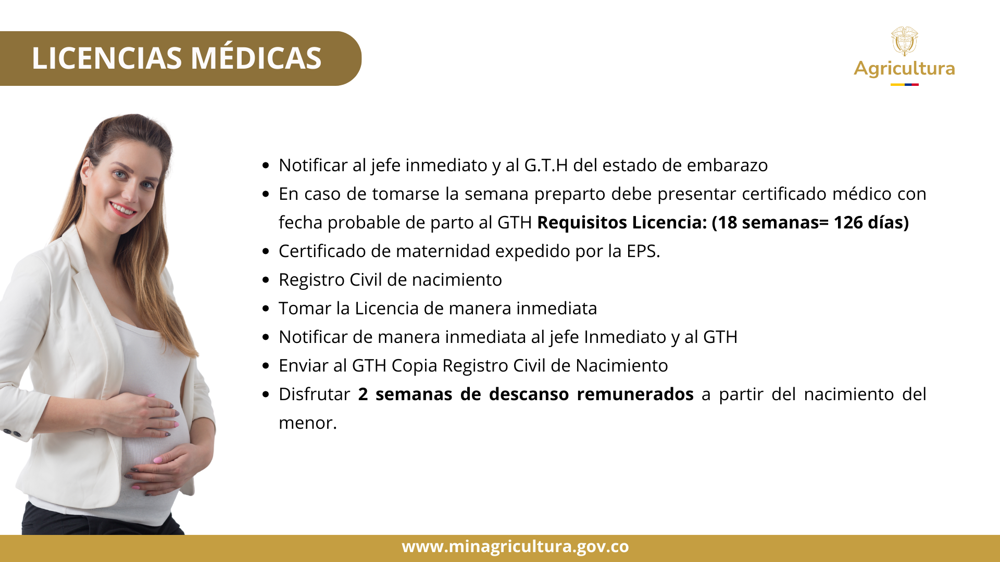 LICENCIAS MÉDICAS
Agricultura
• Notificar al jefe inmediato y al G.T.H del estado de embarazo
• En caso de tomarse la semana preparto debe presentar certificado médico con
fecha probable de parto al GTH Requisitos Licencia: (18 semanas= 126 días)
• Certificado de maternidad expedido por la EPS.
• Registro Civil de nacimiento
• Tomar la Licencia de manera inmediata
• Notificar de manera inmediata al jefe Inmediato y al GTH
• Enviar al GTH Copia Registro Civil de Nacimiento
• Disfrutar 2 semanas de descanso remunerados a partir del nacimiento del
menor.
www.minagricultura.gov.co